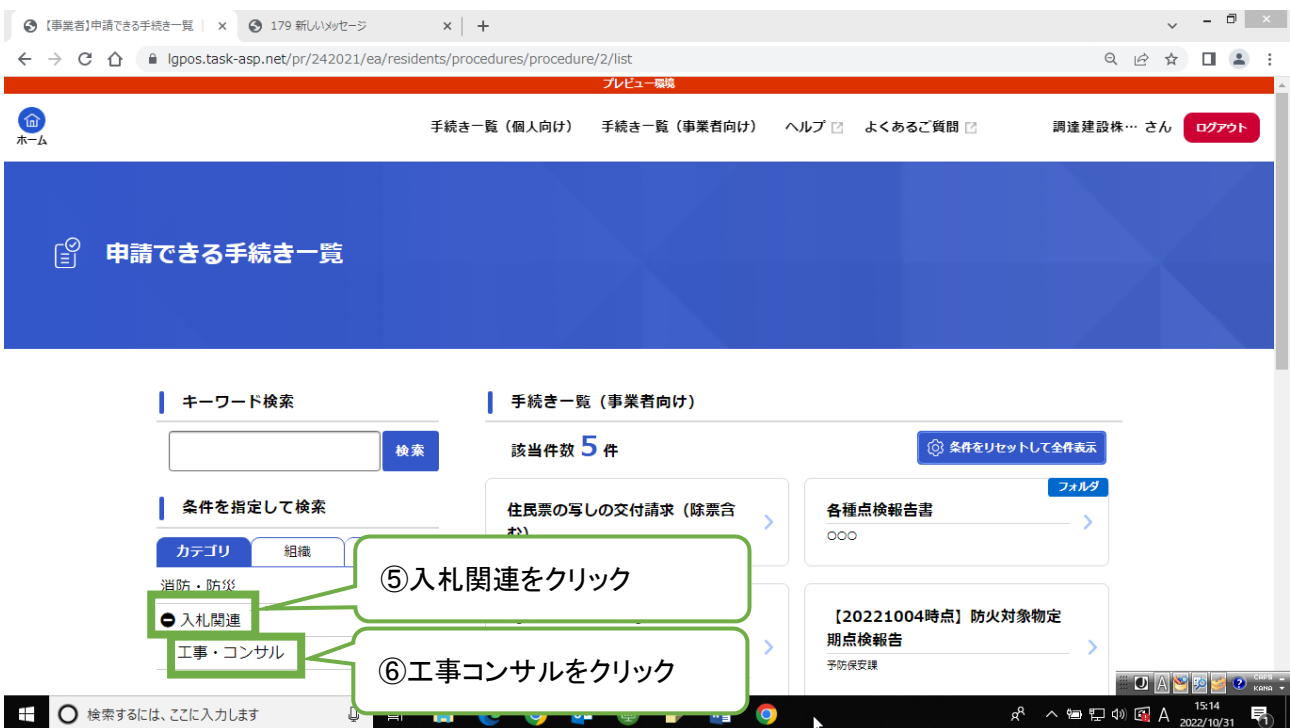 【事業者】申請できる手続き一覧
179 新しいメッセージ
lgpos.task-asp.net/pr/242021/ea/residents/procedures/procedure/2/list
プレビュー環境
ホーム
手続き一覧（個人向け） 手続き一覧（事業者向け） ヘルプ よくあるご質問 調達建設株… さん ログアウト
申請できる手続き一覧
キーワード検索
検索
条件を指定して検索
カテゴリ 組織
消防・防災
入札関連
工事・コンサル
手続き一覧（事業者向け）
該当件数 5 件
条件をリセットして全件表示
住民票の写しの交付請求（除票含
む）
フォルダ
各種点検報告書
○○○
【20221004時点】防火対象物定
期点検報告
予防保安課
⑤入札関連をクリック
⑥工事コンサルをクリック
検索するには、ここに入力します
A
CAPS
KANA
A
15:14
2022/10/31